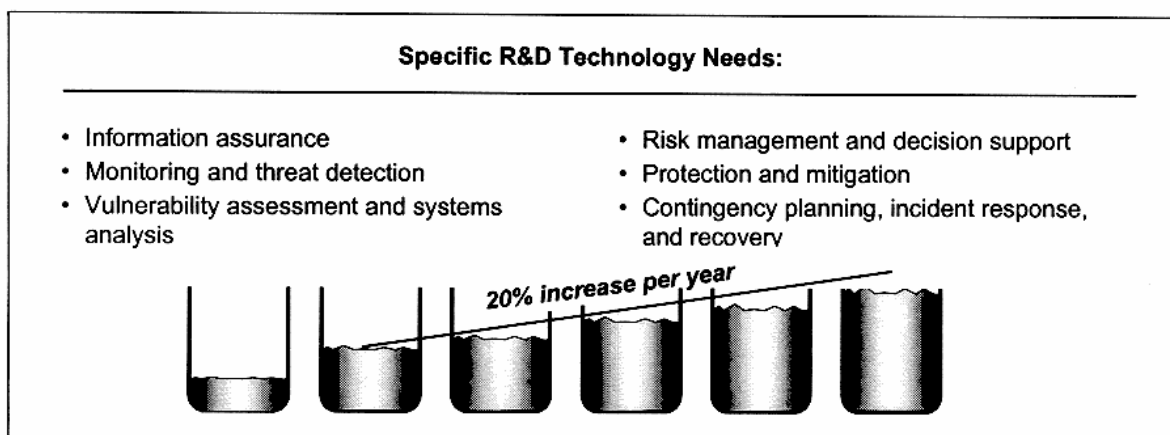 Specific R&D Technology Needs:
• Information assurance
• Monitoring and threat detection
• Vulnerability assessment and systems
analysis
• Risk management and decision support
• Protection and mitigation
• Contingency planning, incident response,
and recovery
20% increase per year